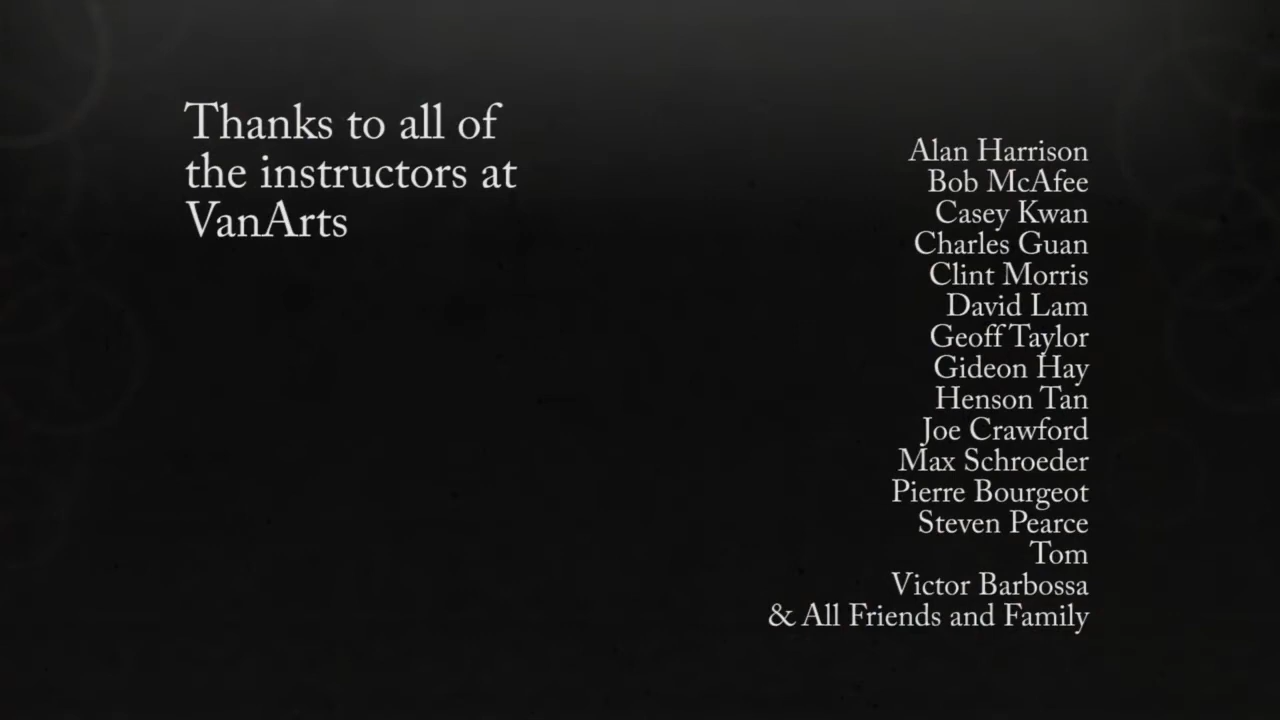 Thanks to all of
the instructors at
VanArts
Alan Harrison
Bob McAfee
Casey Kwan
Charles Guan
Clint Morris
David Lam
Geoff Taylor
Gideon Hay
Henson Tan
Joe Crawford
Max Schroeder
Pierre Bourgeot
Steven Pearce
Tom
Victor Barbossa
& All Friends and Family